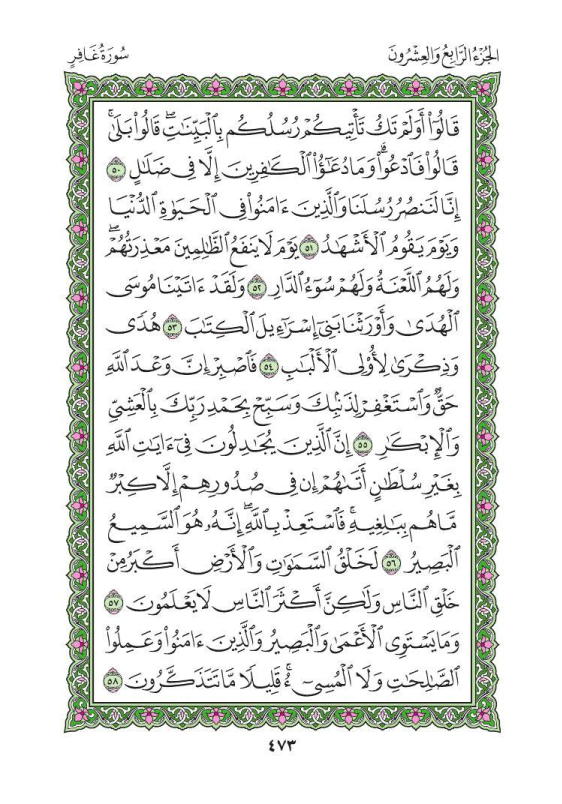 الجُزْءُ الرَّابِعُ وَالعِشْرُونَ
سُورَةُ غَافِرٍ
قَالُوٓا۟ أَوَلَمْ تَكُ تَأْتِيكُمْ رُسُلُكُم بِٱلْبَيِّنَٰتِ ۖ قَالُوا۟ بَلَىٰ ۚ
قَالُوا۟ فَٱدْعُوا۟ ۗ وَمَا دُعَٰٓؤُا۟ ٱلْكَٰفِرِينَ إِلَّا فِى ضَلَٰلٍ ٥٠
إِنَّا لَنَنصُرُ رُسُلَنَا وَٱلَّذِينَ ءَامَنُوا۟ فِى ٱلْحَيَوٰةِ ٱلدُّنْيَا
وَيَوْمَ يَقُومُ ٱلْأَشْهَٰدُ ٥١ يَوْمَ لَا يَنفَعُ ٱلظَّٰلِمِينَ مَعْذِرَتُهُمْ ۖ
وَلَهُمُ ٱللَّعْنَةُ وَلَهُمْ سُوٓءُ ٱلدَّارِ ٥٢ وَلَقَدْ ءَاتَيْنَا مُوسَى
ٱلْهُدَىٰ وَأَوْرَثْنَا بَنِىٓ إِسْرَٰٓءِيلَ ٱلْكِتَٰبَ ٥٣ هُدًى
وَذِكْرَىٰ لِأُو۟لِى ٱلْأَلْبَٰبِ ٥٤ فَٱصْبِرْ إِنَّ وَعْدَ ٱللَّهِ
حَقٌّ وَٱسْتَغْفِرْ لِذَنۢبِكَ وَسَبِّحْ بِحَمْدِ رَبِّكَ بِٱلْعَشِىِّ
وَٱلْإِبْكَٰرِ ٥٥ إِنَّ ٱلَّذِينَ يُجَٰدِلُونَ فِىٓ ءَايَٰتِ ٱللَّهِ
بِغَيْرِ سُلْطَٰنٍ أَتَىٰهُمْ إِن فِى صُدُورِهِمْ إِلَّا كِبْرٌ
مَّا هُم بِبَٰلِغِيهِ ۚ فَٱسْتَعِذْ بِٱللَّهِ ۖ إِنَّهُۥ هُوَ ٱلسَّمِيعُ
ٱلْبَصِيرُ ٥٦ لَخَلْقُ ٱلسَّمَٰوَٰتِ وَٱلْأَرْضِ أَكْبَرُ مِنْ
خَلْقِ ٱلنَّاسِ وَلَٰكِنَّ أَكْثَرَ ٱلنَّاسِ لَا يَعْلَمُونَ ٥٧
وَمَا يَسْتَوِى ٱلْأَعْمَىٰ وَٱلْبَصِيرُ وَٱلَّذِينَ ءَامَنُوا۟ وَعَمِلُوا۟
ٱلصَّٰلِحَٰتِ وَلَا ٱلْمُسِىٓءُ ۚ قَلِيلًا مَّا تَتَذَكَّرُونَ ٥٨
٤٧٣